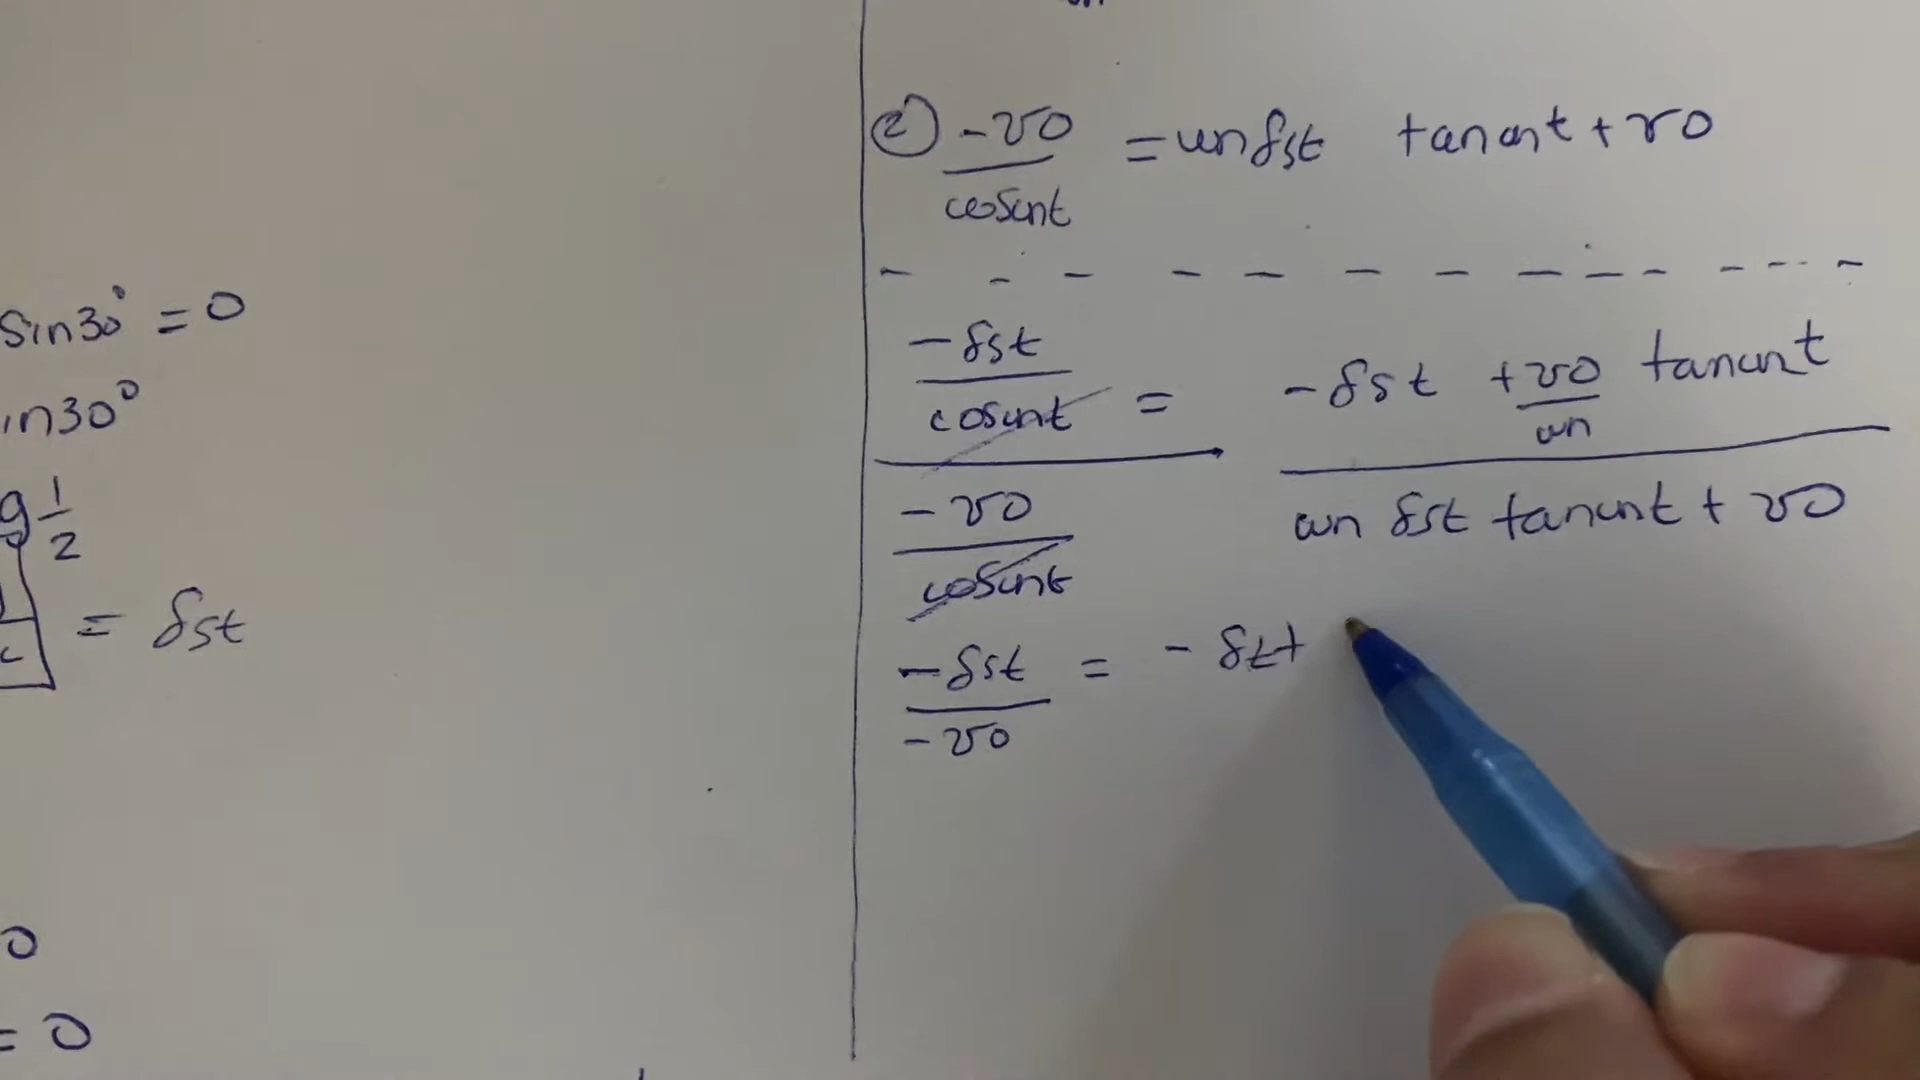 sin30° = 0
in30°
g 1/2
= δst
0
= 0
② -v0/cosωnt = ωnδst tanωnt + v0
-δst/cosωnt = -δst + v0/ωn tanωnt
-v0/cosωnt ωn δst tanωnt + v0
-δst/-v0 = - δt+